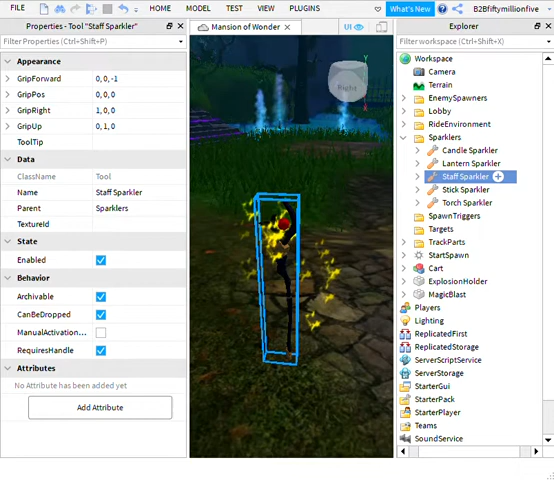 FILE
HOME
MODEL
TEST
VIEW
PLUGINS
What's New
B2Bfiftymillionfive
Properties - Tool "Staff Sparkler"
Filter Properties (Ctrl+Shift+P)
Appearance
GripForward 0,0,-1
GripPos 0,0,0
GripRight 1,0,0
GripUp 0,1,0
ToolTip
Data
ClassName Tool
Name Staff Sparkler
Parent Sparklers
TextureId
State
Enabled
Behavior
Archivable
CanBeDropped
ManualActivation...
RequiresHandle
Attributes
No Attribute has been added yet
Add Attribute
Mansion of Wonder
UI
Right
Y
X
Explorer
Filter workspace (Ctrl+Shift+X)
Workspace
Camera
Terrain
EnemySpawners
Lobby
RideEnvironment
Sparklers
Candle Sparkler
Lantern Sparkler
Staff Sparkler
Stick Sparkler
Torch Sparkler
SpawnTriggers
Targets
TrackParts
StartSpawn
Cart
ExplosionHolder
MagicBlast
Players
Lighting
ReplicatedFirst
ReplicatedStorage
ServerScriptService
ServerStorage
StarterGui
StarterPack
StarterPlayer
Teams
SoundService